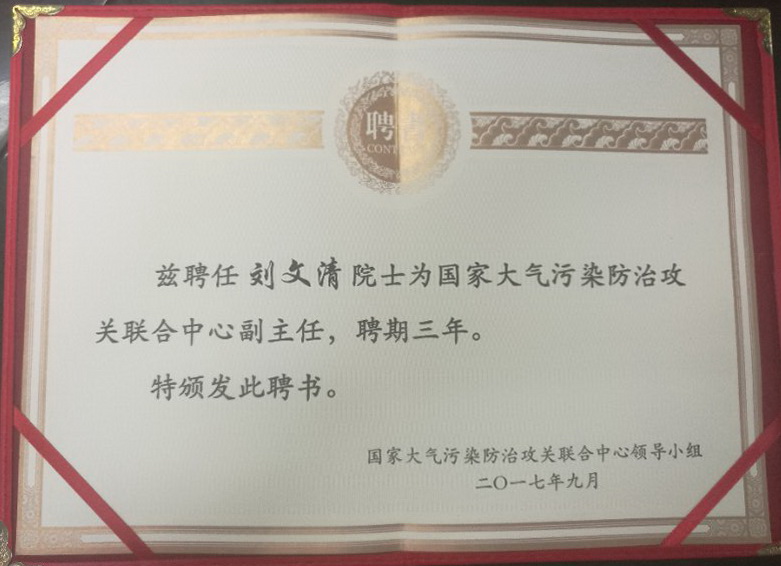 聘
CONT
兹聘任 刘文清 院士为国家大气污染防治攻
关联合中心副主任，聘期三年。
特颁发此聘书。
国家大气污染防治攻关联合中心领导小组
二〇一七年九月